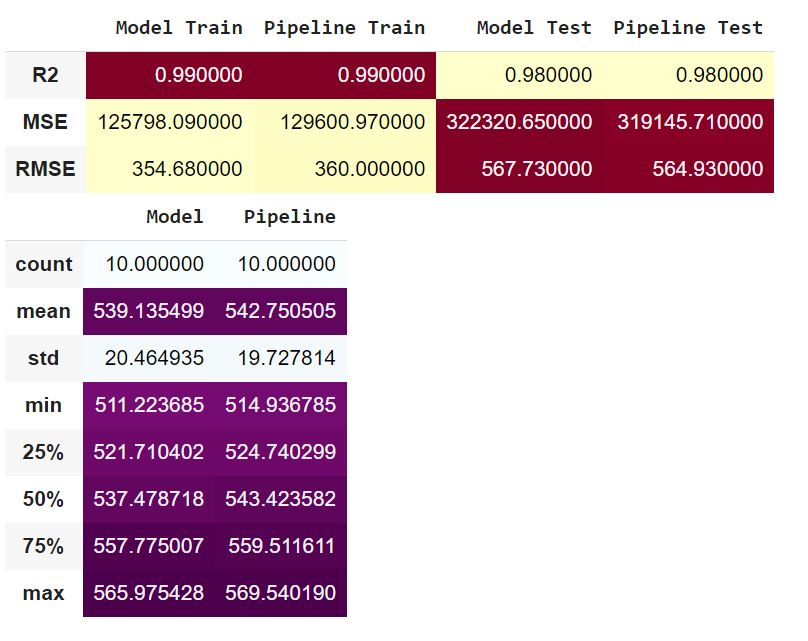 Model Train Pipeline Train Model Test Pipeline Test
R2 0.990000 0.990000 0.980000 0.980000
MSE 125798.090000 129600.970000 322320.650000 319145.710000
RMSE 354.680000 360.000000 567.730000 564.930000
Model Pipeline
count 10.000000 10.000000
mean 539.135499 542.750505
std 20.464935 19.727814
min 511.223685 514.936785
25% 521.710402 524.740299
50% 537.478718 543.423582
75% 557.775007 559.511611
max 565.975428 569.540190